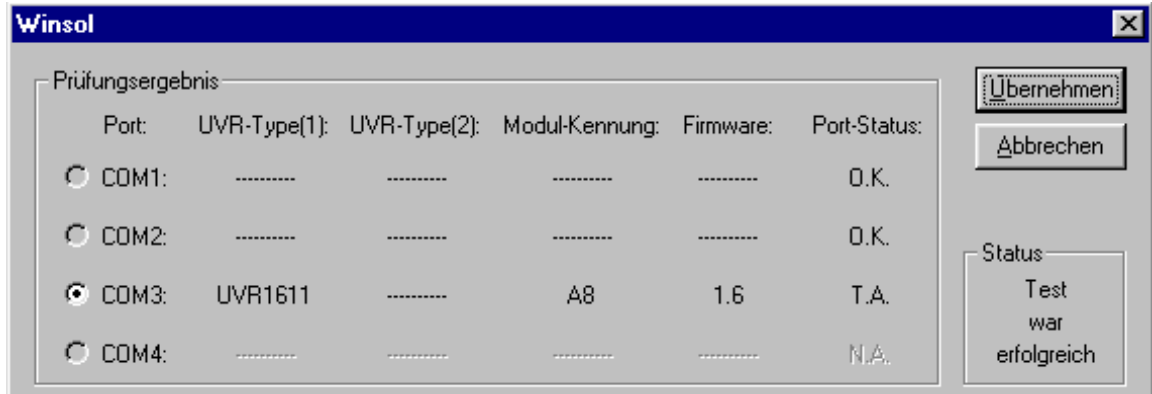 Winsol
Prüfungsergebnis
Port: UVR-Type(1): UVR-Type(2): Modul-Kennung: Firmware: Port-Status:
COM1: ---------- ---------- ---------- ---------- O.K.
COM2: ---------- ---------- ---------- ---------- O.K.
COM3: UVR1611 ---------- A8 1.6 T.A.
COM4: ---------- ---------- ---------- ---------- N.A.
Übernehmen
Abbrechen
Status
Test
war
erfolgreich